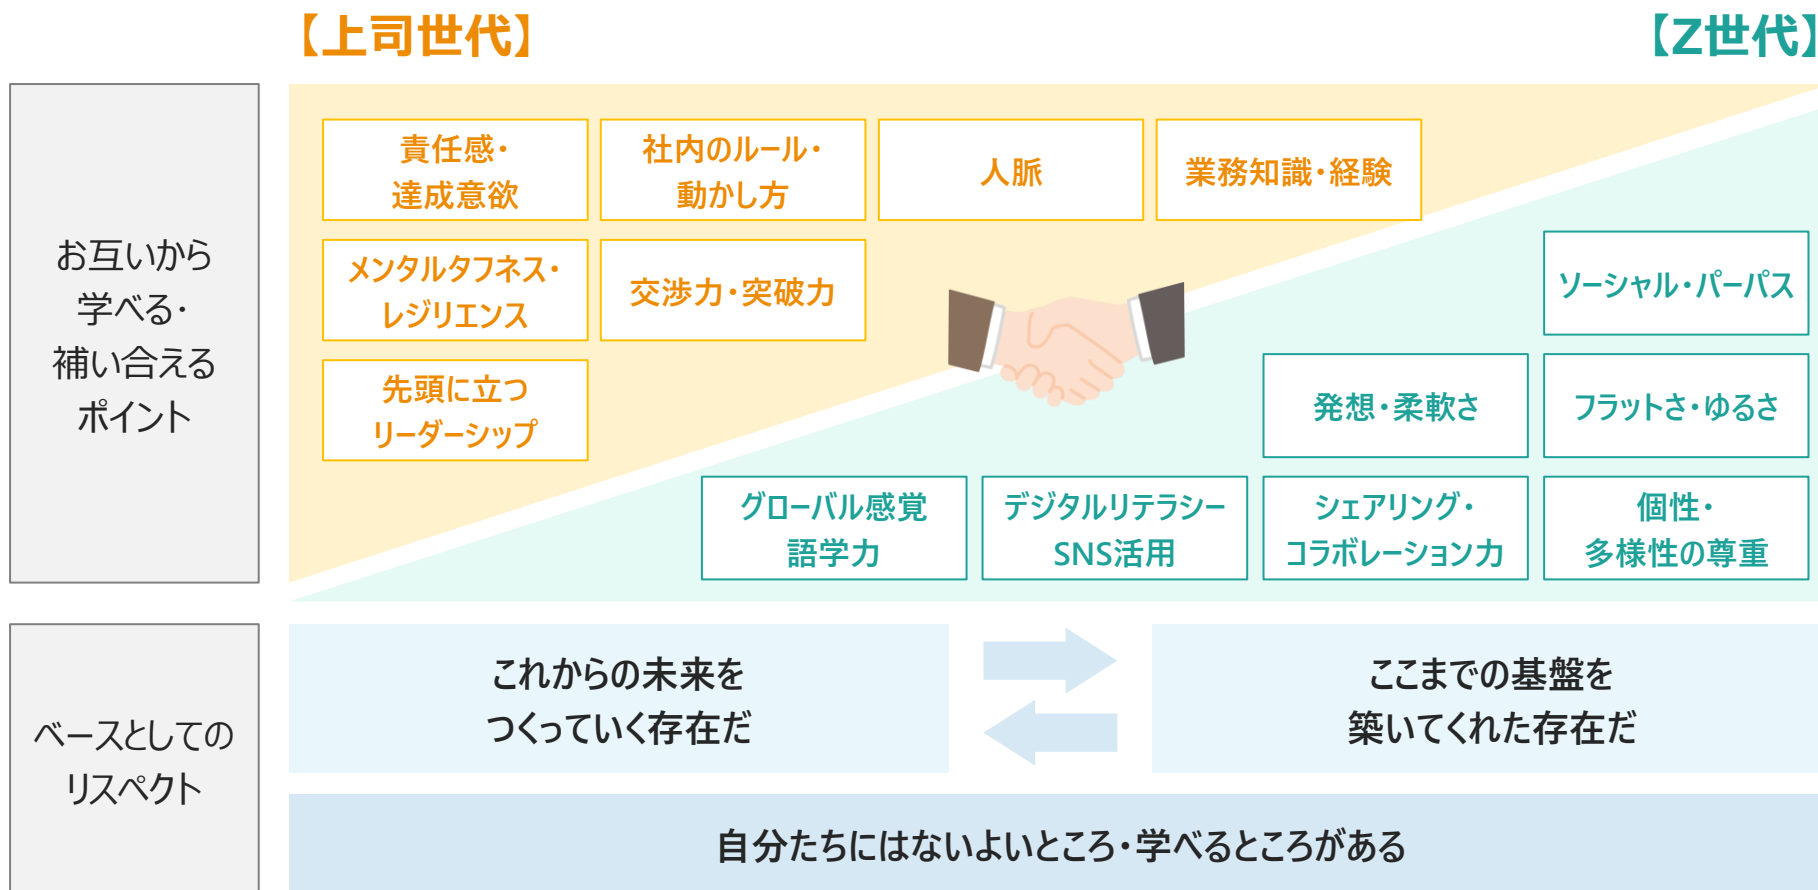 【上司世代】
【Z世代】
お互いから
学べる・
補い合える
ポイント
責任感・
達成意欲
社内のルール・
動かし方
人脈
業務知識・経験
メンタルタフネス・
レジリエンス
交渉力・突破力
先頭に立つ
リーダーシップ
ソーシャル・パーパス
発想・柔軟さ
フラットさ・ゆるさ
グローバル感覚
語学力
デジタルリテラシー
SNS活用
シェアリング・
コラボレーション力
個性・
多様性の尊重
ベースとしての
リスペクト
これからの未来を
つくっていく存在だ
ここまでの基盤を
築いてくれた存在だ
自分たちにはないよいところ・学べるところがある